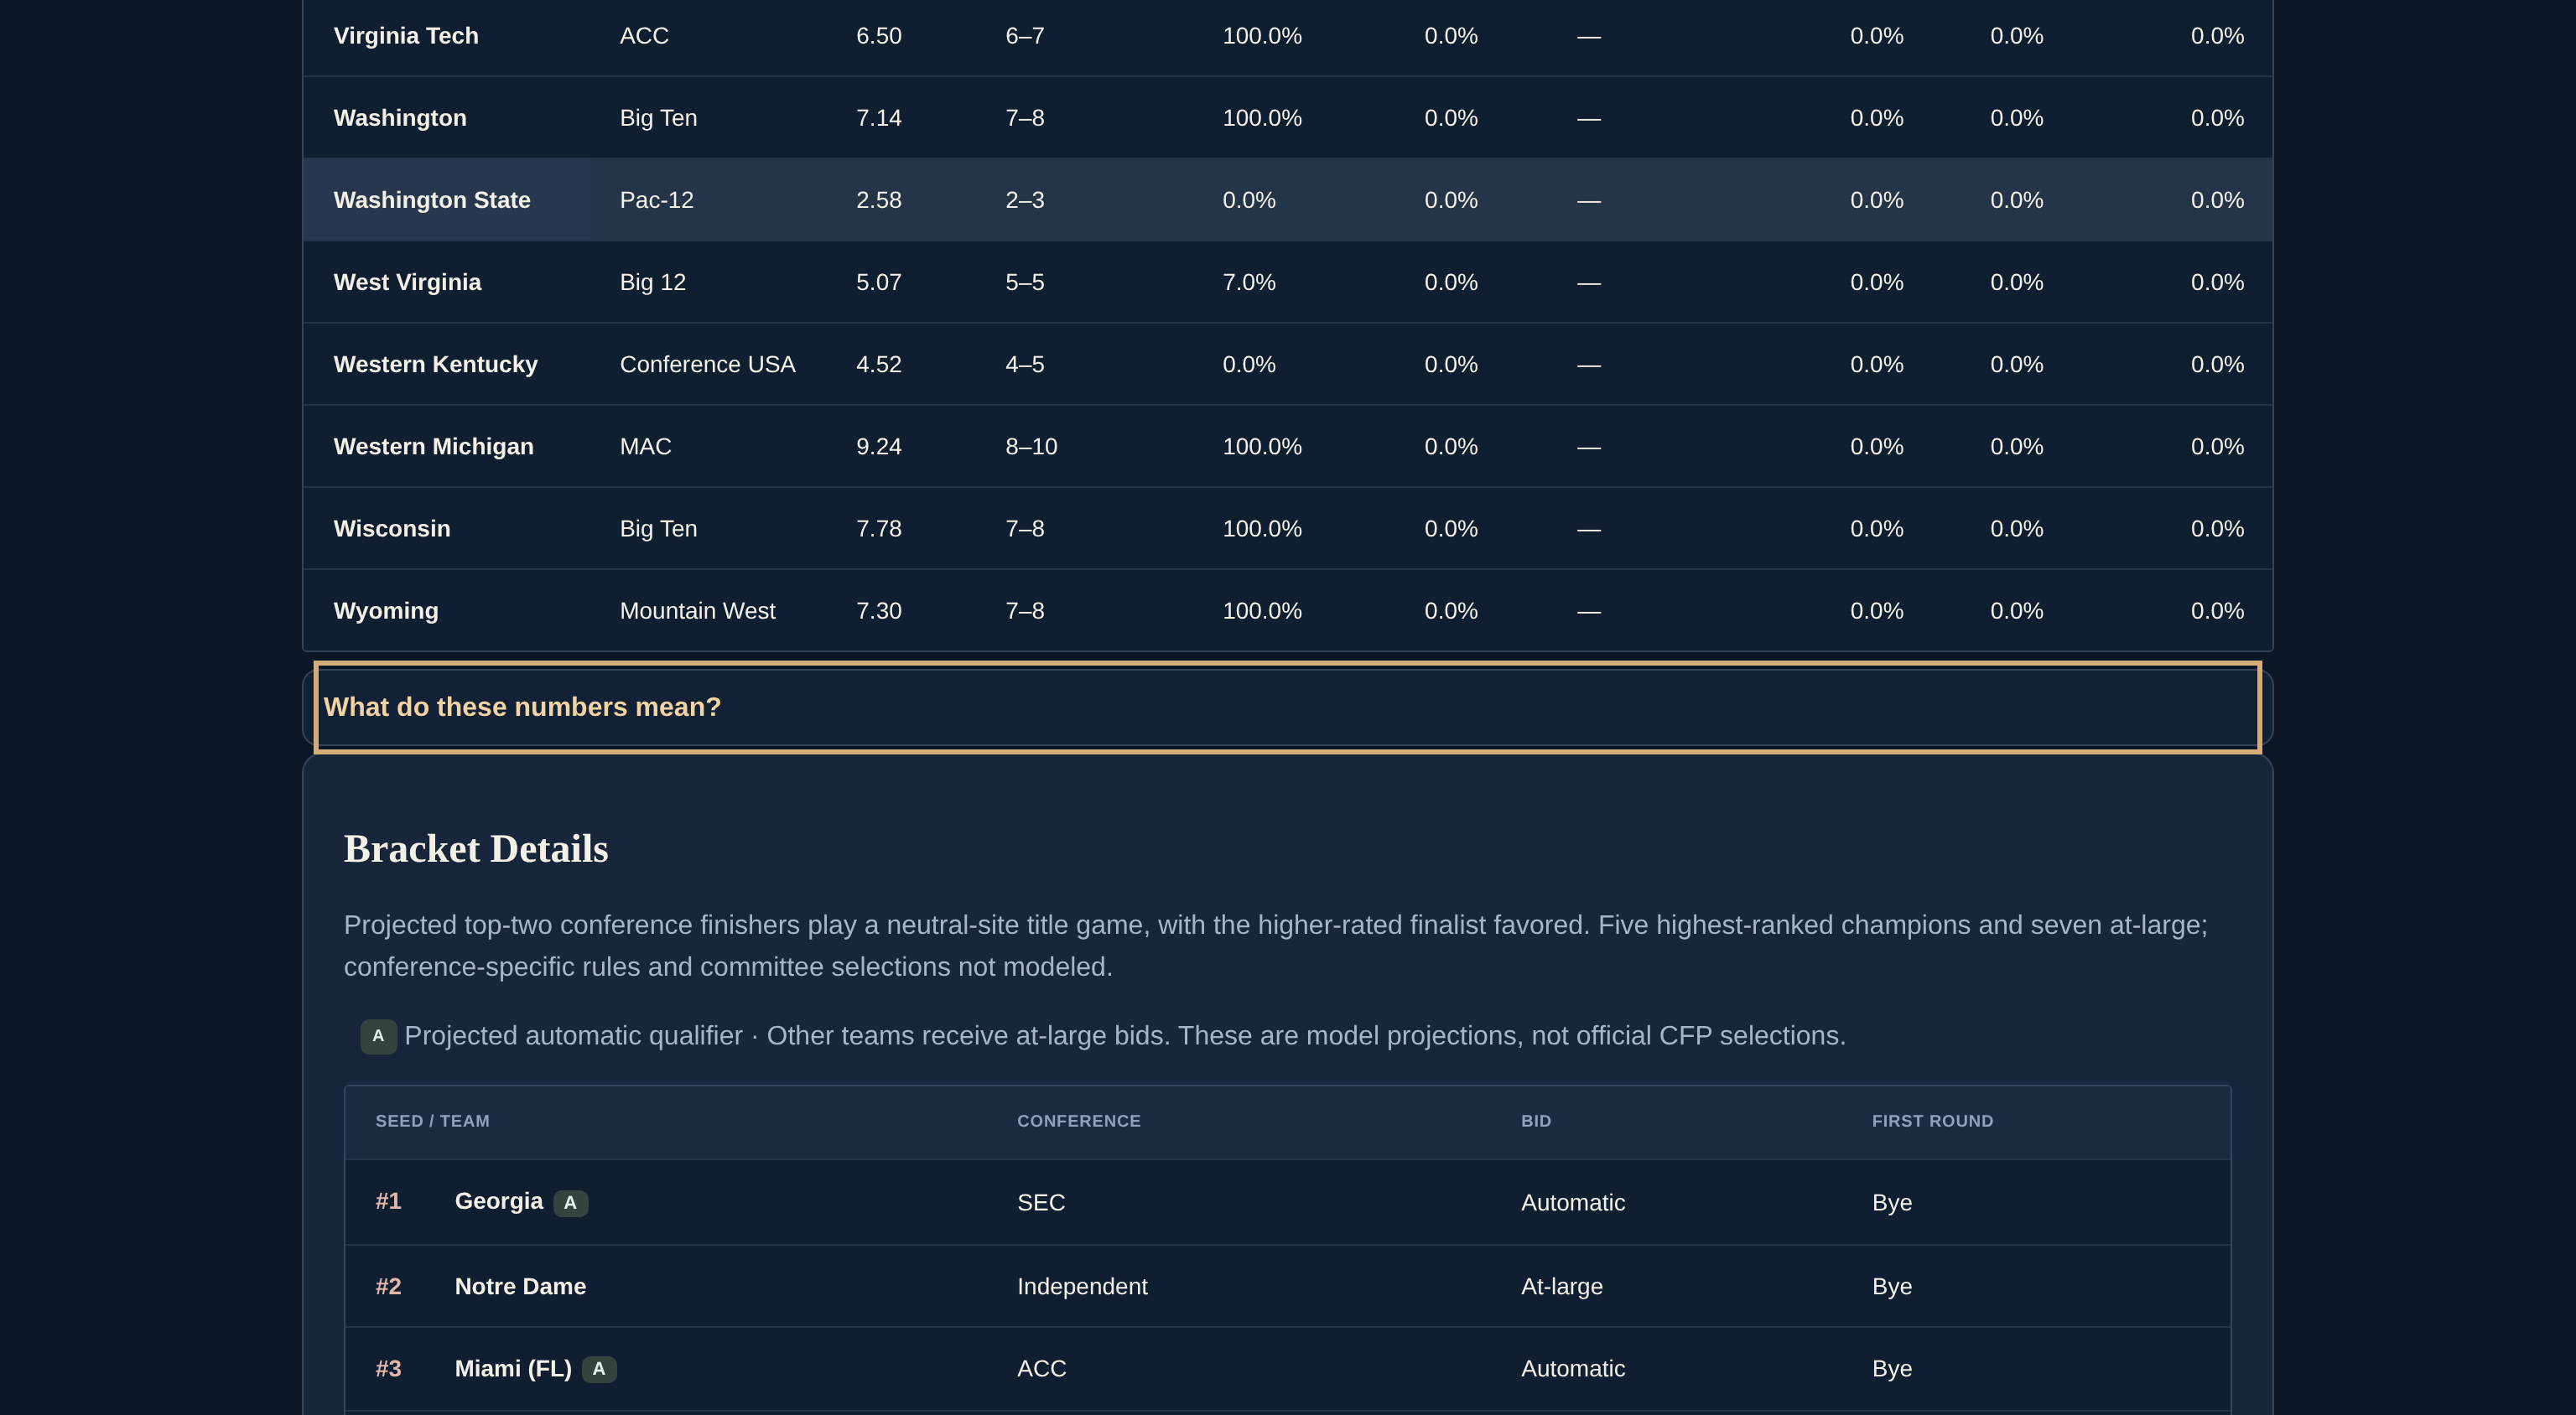 Virginia Tech ACC 6.50 6–7 100.0% 0.0% — 0.0% 0.0% 0.0%
Washington Big Ten 7.14 7–8 100.0% 0.0% — 0.0% 0.0% 0.0%
Washington State Pac-12 2.58 2–3 0.0% 0.0% — 0.0% 0.0% 0.0%
West Virginia Big 12 5.07 5–5 7.0% 0.0% — 0.0% 0.0% 0.0%
Western Kentucky Conference USA 4.52 4–5 0.0% 0.0% — 0.0% 0.0% 0.0%
Western Michigan MAC 9.24 8–10 100.0% 0.0% — 0.0% 0.0% 0.0%
Wisconsin Big Ten 7.78 7–8 100.0% 0.0% — 0.0% 0.0% 0.0%
Wyoming Mountain West 7.30 7–8 100.0% 0.0% — 0.0% 0.0% 0.0%
What do these numbers mean?
Bracket Details
Projected top-two conference finishers play a neutral-site title game, with the higher-rated finalist favored. Five highest-ranked champions and seven at-large;
conference-specific rules and committee selections not modeled.
A Projected automatic qualifier · Other teams receive at-large bids. These are model projections, not official CFP selections.
SEED / TEAM CONFERENCE BID FIRST ROUND
#1 Georgia A SEC Automatic Bye
#2 Notre Dame Independent At-large Bye
#3 Miami (FL) A ACC Automatic Bye